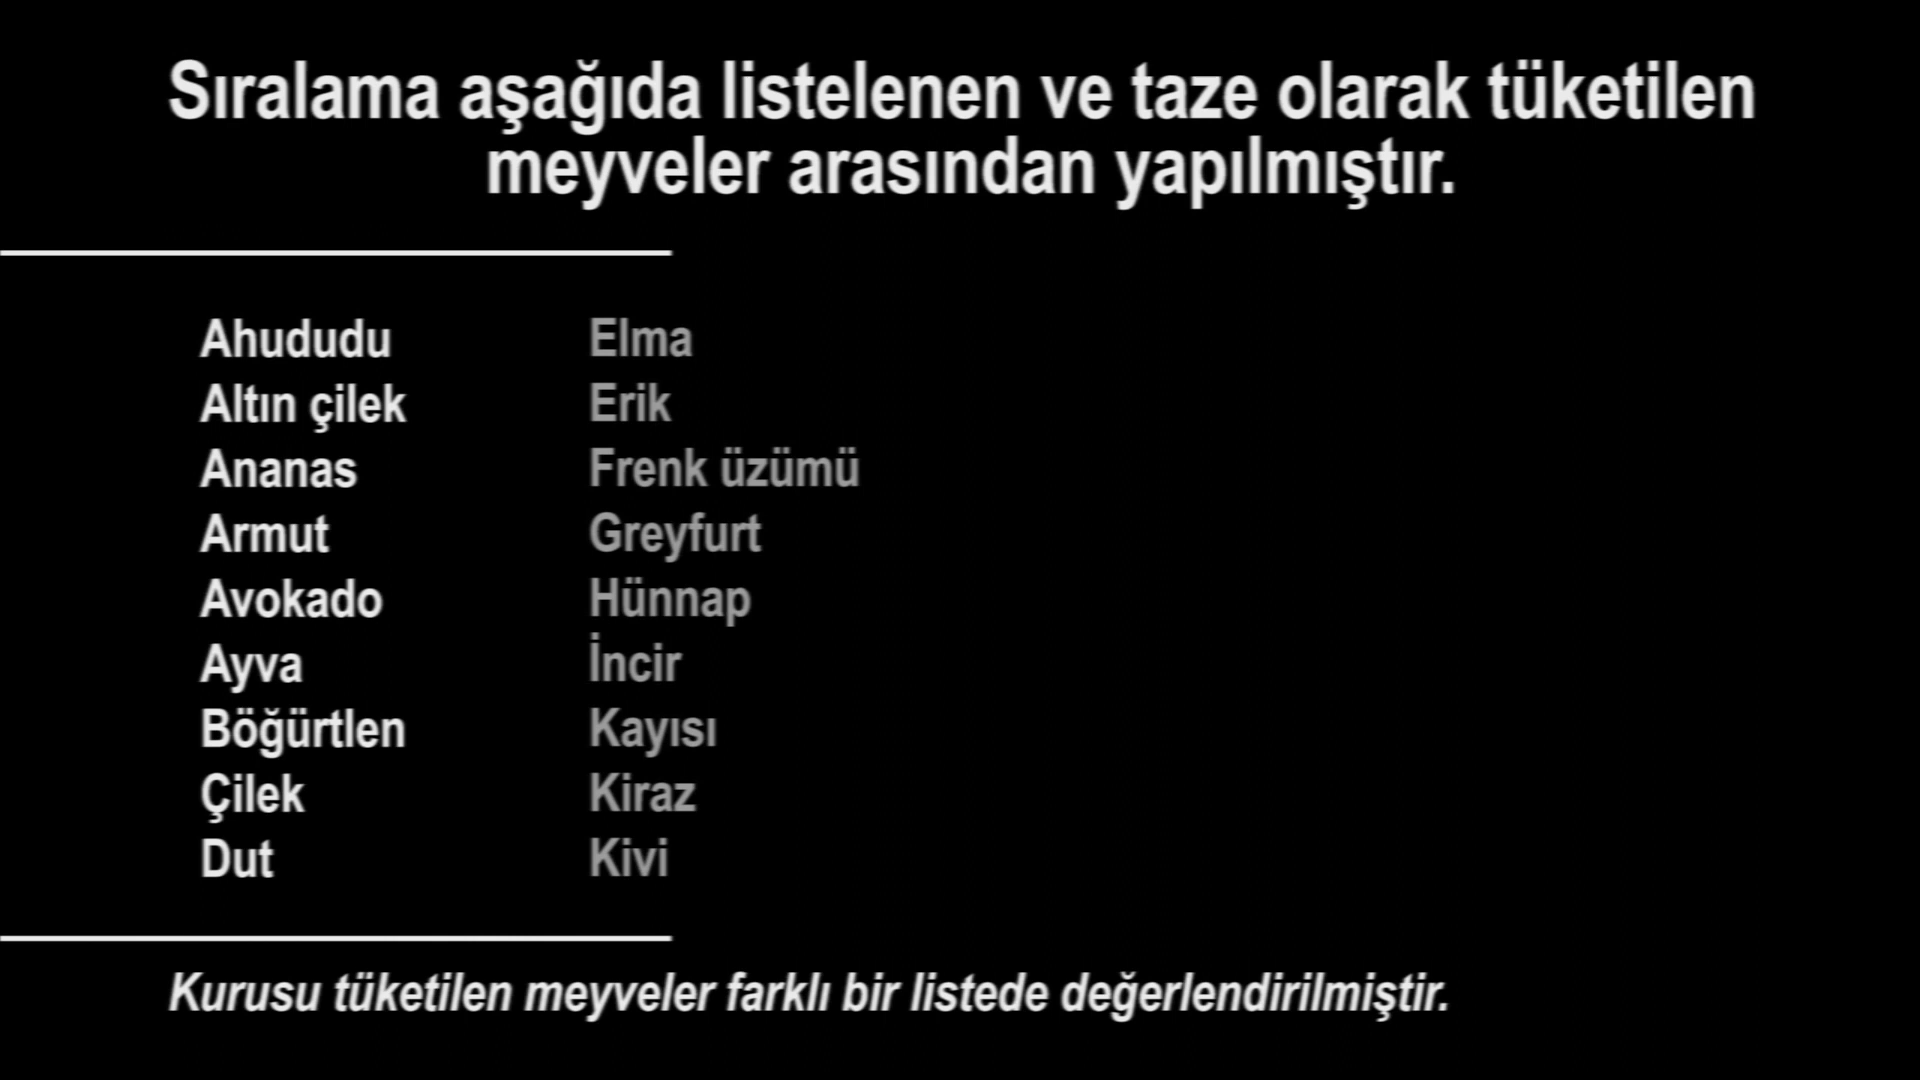 Sıralama aşağıda listelenen ve taze olarak tüketilen
meyveler arasından yapılmıştır.
Ahududu
Altın çilek
Ananas
Armut
Avokado
Ayva
Böğürtlen
Çilek
Dut
Elma
Erik
Frenk üzümü
Greyfurt
Hünnap
İncir
Kayısı
Kiraz
Kivi
Kurusu tüketilen meyveler farklı bir listede değerlendirilmiştir.